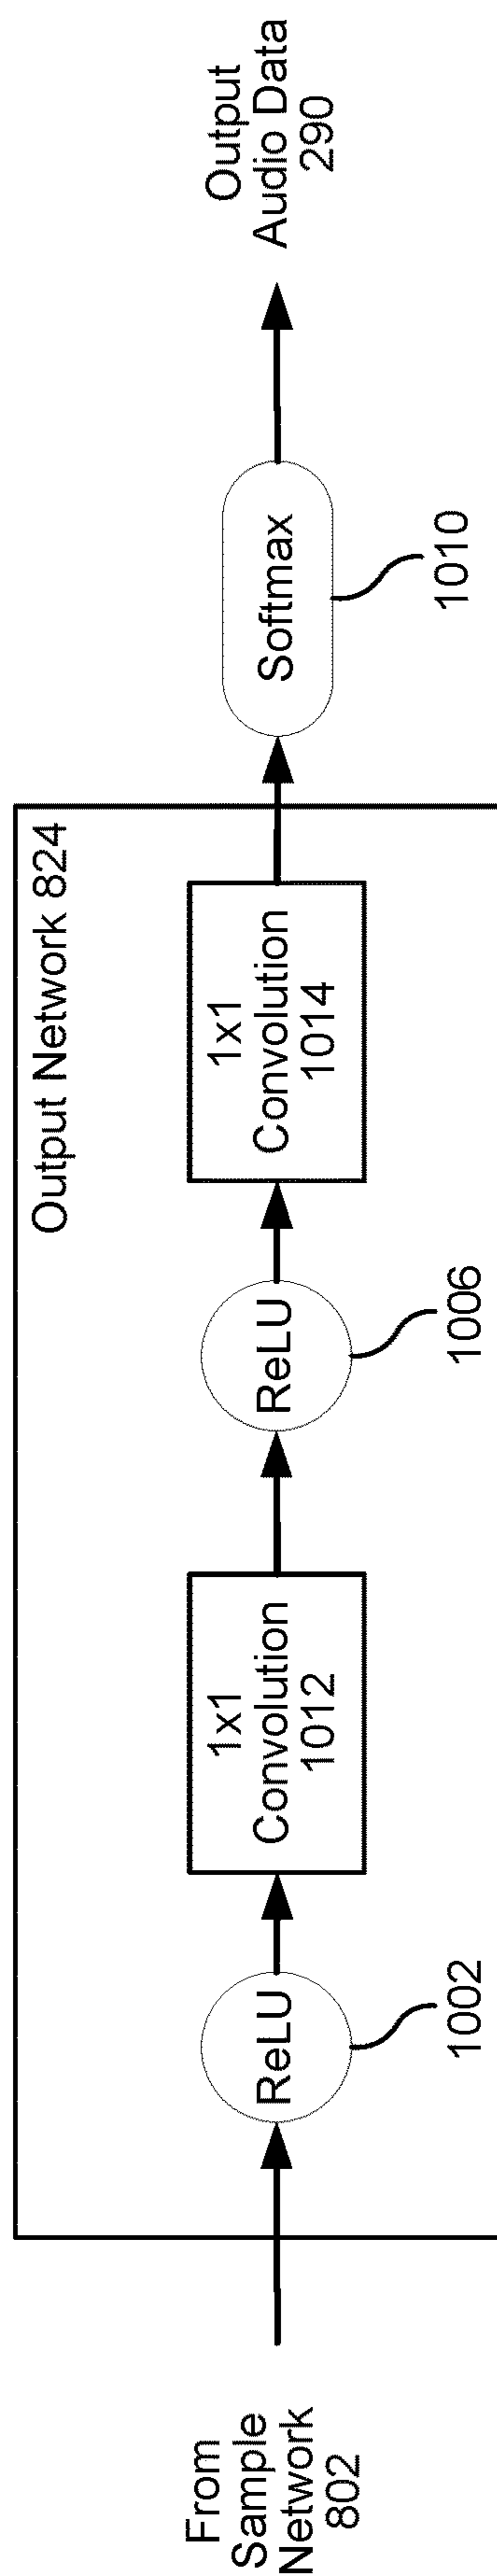 Output Network 824
From
Sample
Network
802
ReLU
1002
1x1
Convolution
1012
ReLU
1006
1x1
Convolution
1014
Softmax
1010
Output
Audio Data
290